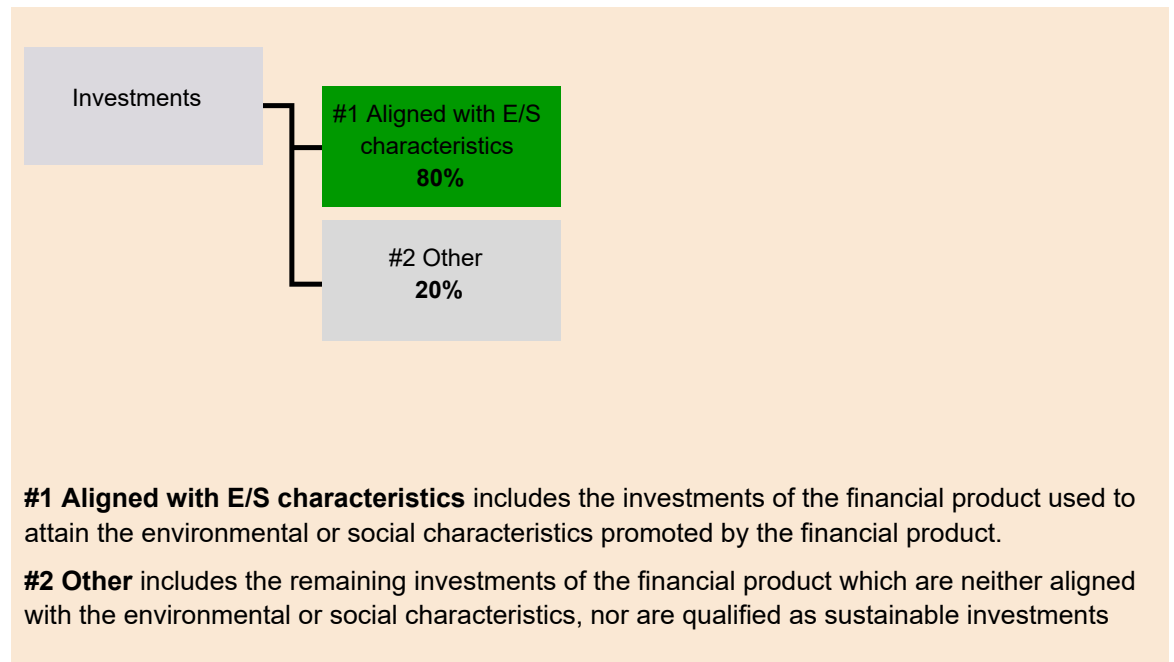 Investments
#1 Aligned with E/S
characteristics
80%
#2 Other
20%
#1 Aligned with E/S characteristics includes the investments of the financial product used to
attain the environmental or social characteristics promoted by the financial product.
#2 Other includes the remaining investments of the financial product which are neither aligned
with the environmental or social characteristics, nor are qualified as sustainable investments